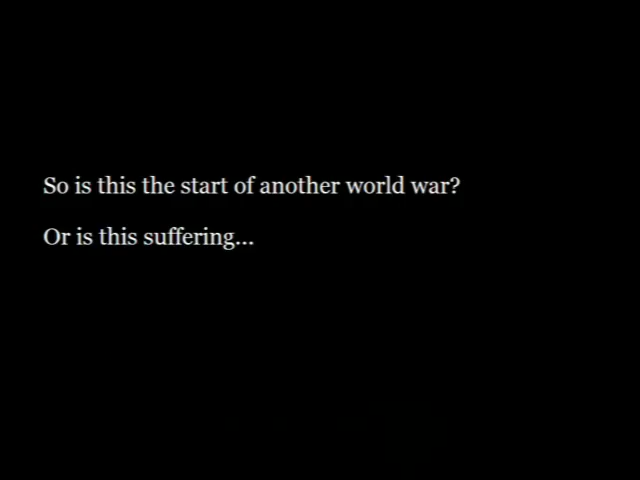 So is this the start of another world war?
Or is this suffering...